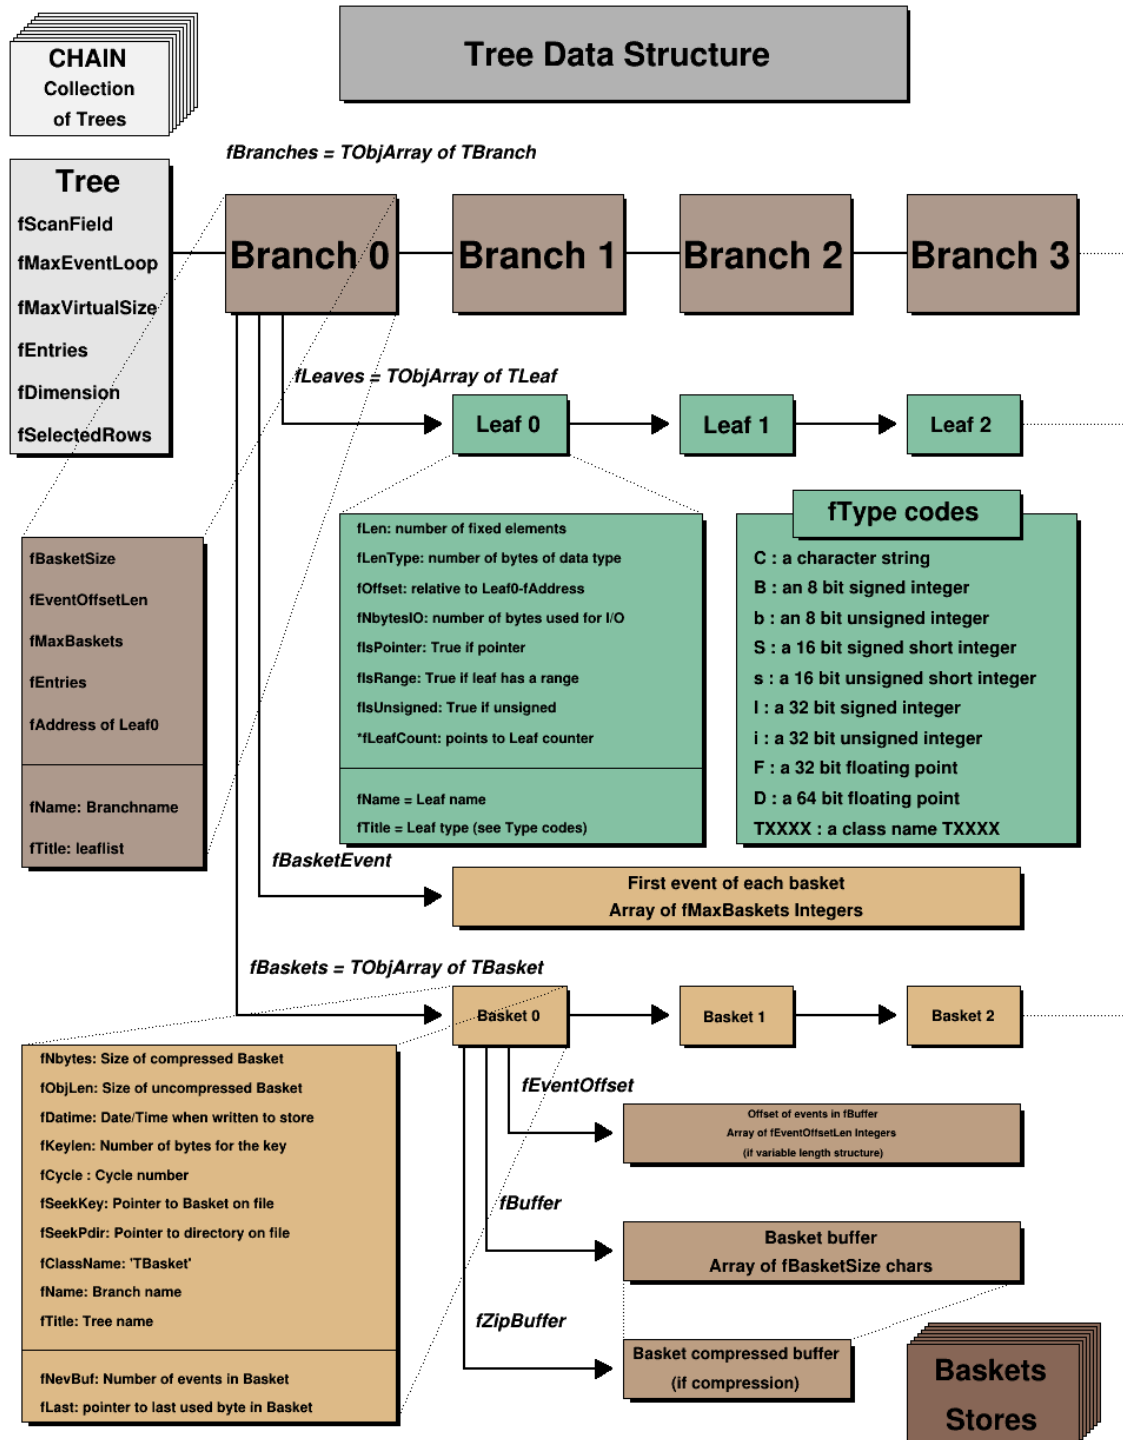 CHAIN
Collection
of Trees
Tree Data Structure
fBranches = TObjArray of TBranch
Tree
fScanField
fMaxEventLoop
fMaxVirtualSize
fEntries
fDimension
fSelectedRows
Branch 0
Branch 1
Branch 2
Branch 3
fLeaves = TObjArray of TLeaf
Leaf 0
Leaf 1
Leaf 2
fBasketSize
fEventOffsetLen
fMaxBaskets
fEntries
fAddress of Leaf0
fName: Branchname
fTitle: leaflist
fLen: number of fixed elements
fLenType: number of bytes of data type
fOffset: relative to Leaf0-fAddress
fNbytesIO: number of bytes used for I/O
fIsPointer: True if pointer
fIsRange: True if leaf has a range
fIsUnsigned: True if unsigned
*fLeafCount: points to Leaf counter
fName = Leaf name
fTitle = Leaf type (see Type codes)
fType codes
C : a character string
B : an 8 bit signed integer
b : an 8 bit unsigned integer
S : a 16 bit signed short integer
s : a 16 bit unsigned short integer
I : a 32 bit signed integer
i : a 32 bit unsigned integer
F : a 32 bit floating point
D : a 64 bit floating point
TXXXX : a class name TXXXX
fBasketEvent
First event of each basket
Array of fMaxBaskets Integers
fBaskets = TObjArray of TBasket
Basket 0
Basket 1
Basket 2
fNbytes: Size of compressed Basket
fObjLen: Size of uncompressed Basket
fDatime: Date/Time when written to store
fKeylen: Number of bytes for the key
fCycle : Cycle number
fSeekKey: Pointer to Basket on file
fSeekPdir: Pointer to directory on file
fClassName: 'TBasket'
fName: Branch name
fTitle: Tree name
fNevBuf: Number of events in Basket
fLast: pointer to last used byte in Basket
fEventOffset
Offset of events in fBuffer
Array of fEventOffsetLen Integers
(if variable length structure)
fBuffer
Basket buffer
Array of fBasketSize chars
fZipBuffer
Basket compressed buffer
(if compression)
Baskets
Stores